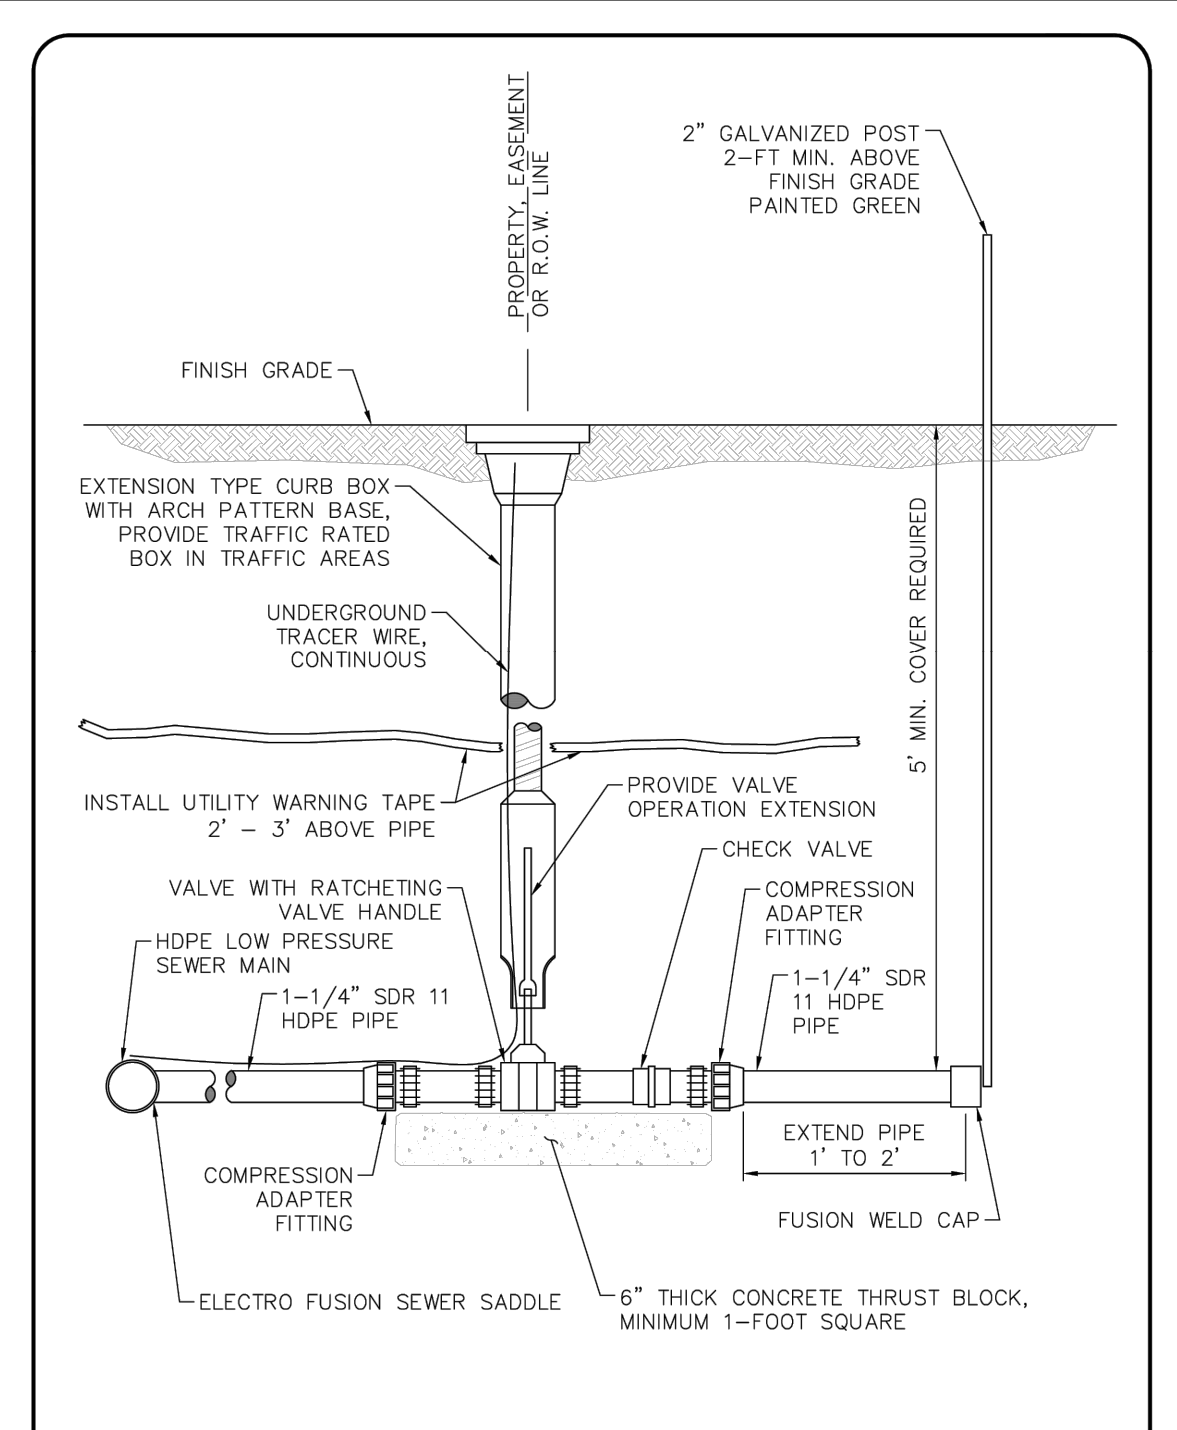 PROPERTY, EASEMENT
OR R.O.W. LINE
2” GALVANIZED POST
2–FT MIN. ABOVE
FINISH GRADE
PAINTED GREEN
FINISH GRADE
EXTENSION TYPE CURB BOX
WITH ARCH PATTERN BASE,
PROVIDE TRAFFIC RATED
BOX IN TRAFFIC AREAS
UNDERGROUND
TRACER WIRE,
CONTINUOUS
5’ MIN. COVER REQUIRED
INSTALL UTILITY WARNING TAPE
2’ – 3’ ABOVE PIPE
PROVIDE VALVE
OPERATION EXTENSION
CHECK VALVE
VALVE WITH RATCHETING
VALVE HANDLE
COMPRESSION
ADAPTER
FITTING
HDPE LOW PRESSURE
SEWER MAIN
1–1/4” SDR 11
HDPE PIPE
1–1/4” SDR
11 HDPE
PIPE
EXTEND PIPE
1’ TO 2’
COMPRESSION
ADAPTER
FITTING
FUSION WELD CAP
ELECTRO FUSION SEWER SADDLE
6” THICK CONCRETE THRUST BLOCK,
MINIMUM 1–FOOT SQUARE